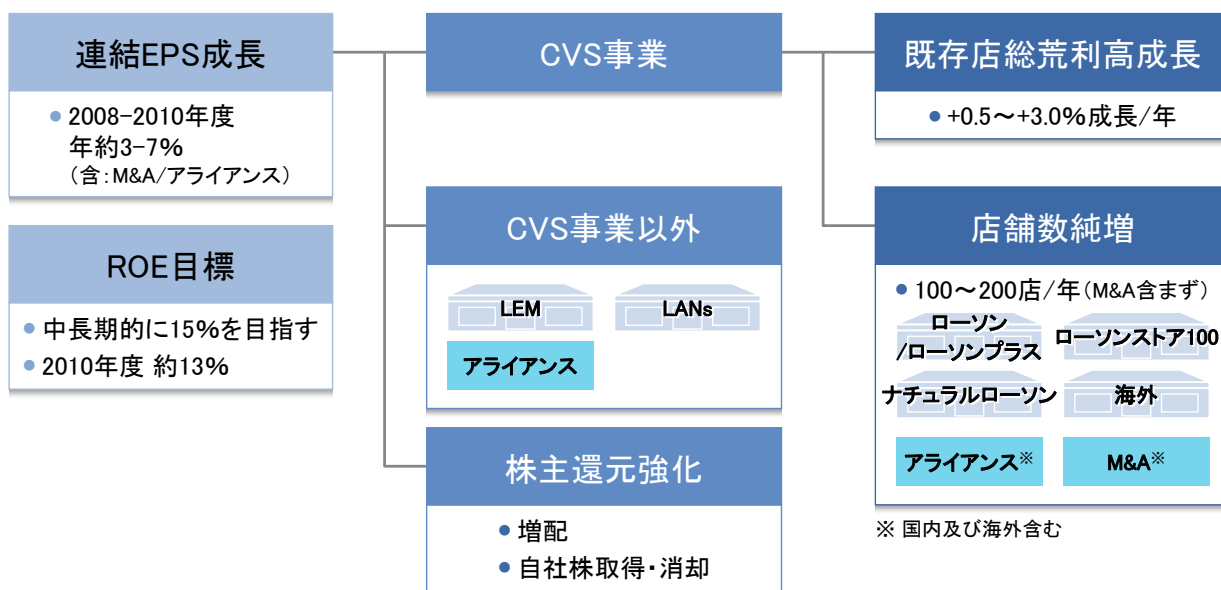 連結EPS成長
● 2008-2010年度
年約3-7%
(含:M&A/アライアンス)
ROE目標
● 中長期的に15%を目指す
● 2010年度 約13%
CVS事業
CVS事業以外
LEM
LANs
アライアンス
株主還元強化
● 増配
● 自社株取得・消却
既存店総荒利高成長
● +0.5〜+3.0%成長/年
店舗数純増
● 100〜200店/年(M&A含まず)
ローソン
/ローソンプラス
ローソンストア100
ナチュラルローソン
海外
アライアンス※
M&A※
※ 国内及び海外含む